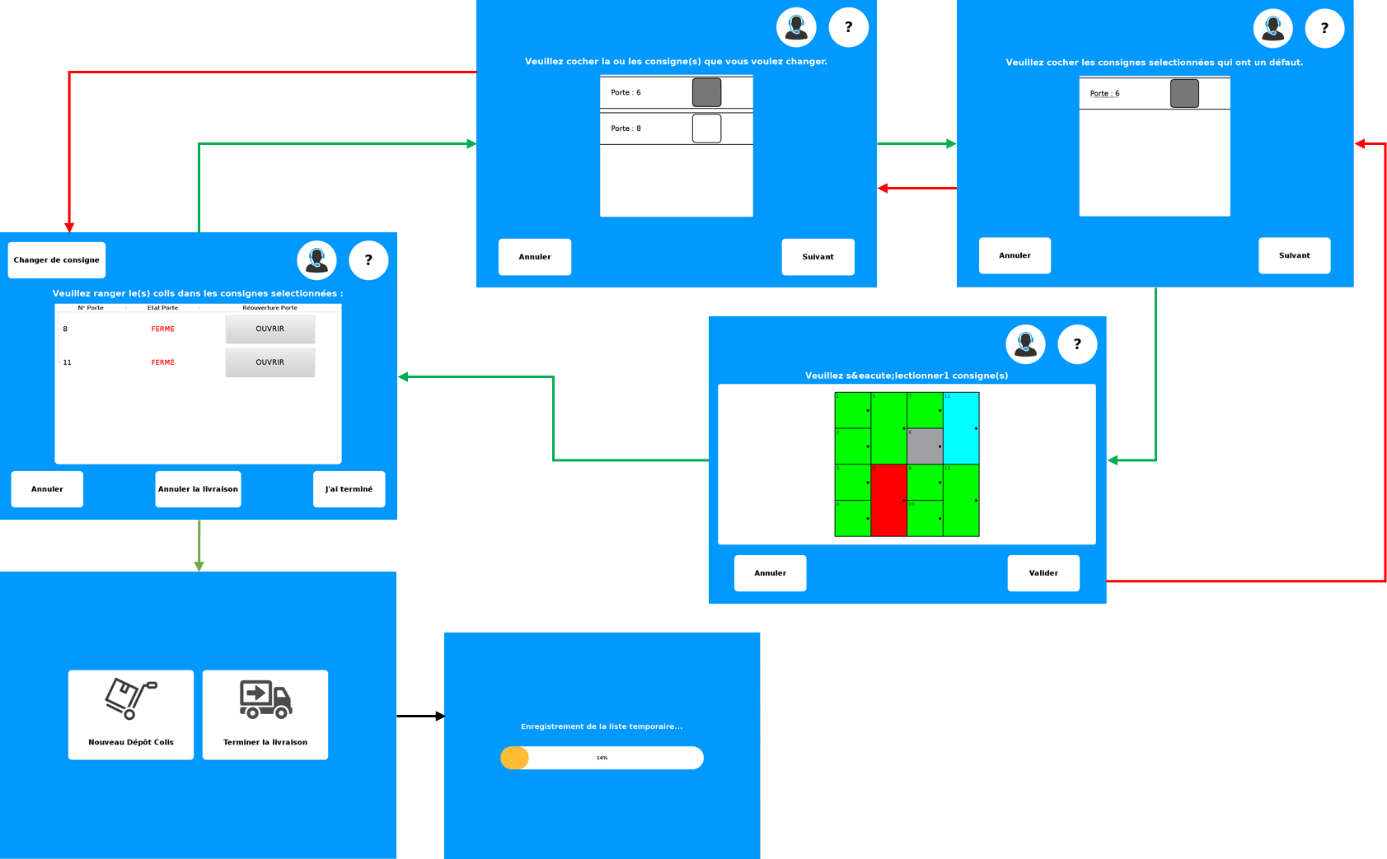 ?
Veuillez cocher la ou les consigne(s) que vous voulez changer.
Porte : 6
Porte : 8
Annuler
Suivant
?
Veuillez cocher les consignes selectionnées qui ont un défaut.
Porte : 6
Annuler
Suivant
Changer de consigne
?
Veuillez ranger le(s) colis dans les consignes selectionnées :
N° Porte Etat Porte Réouverture Porte
8 FERMÉ OUVRIR
11 FERMÉ OUVRIR
Annuler
Annuler la livraison
J'ai terminé
?
Veuillez s&eacute;lectionner1 consigne(s)
Annuler
Valider
Nouveau Dépôt Colis
Terminer la livraison
Enregistrement de la liste temporaire...
14%